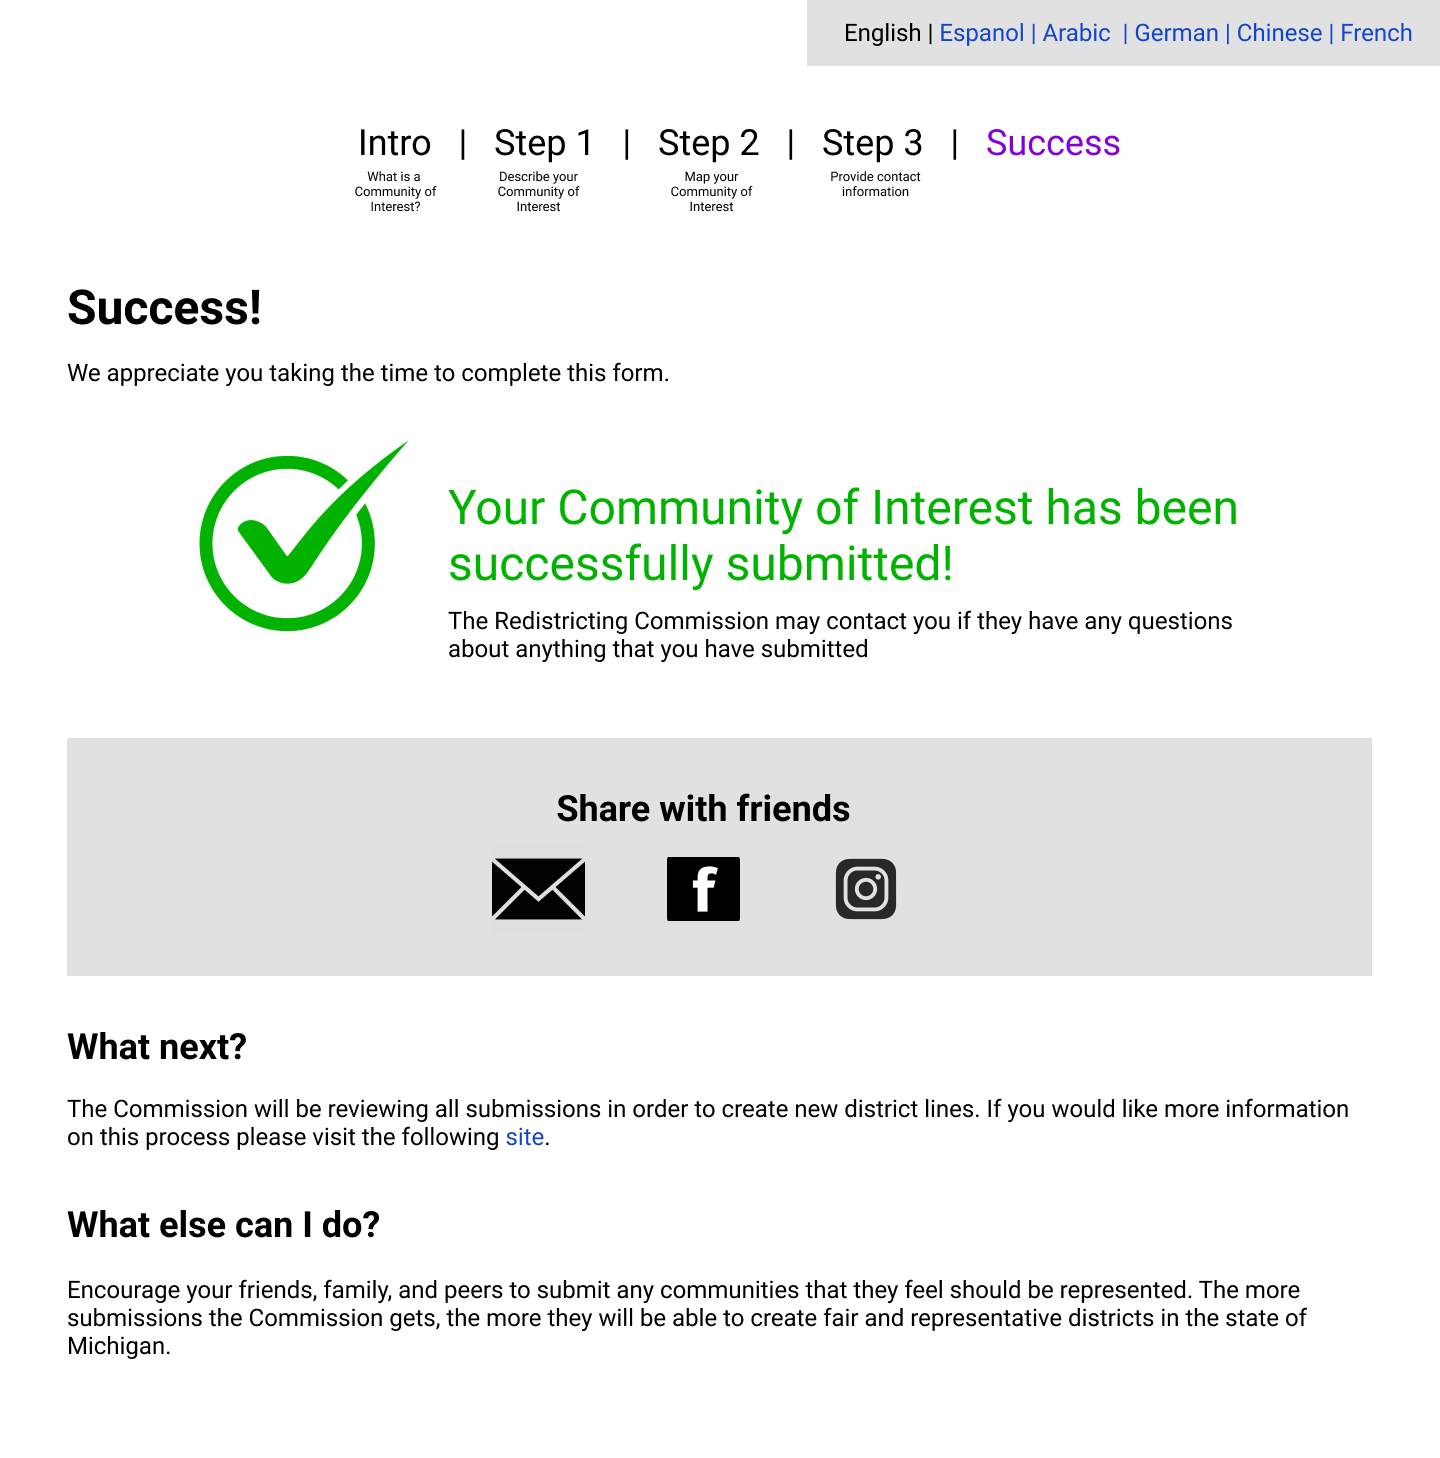 English | Espanol | Arabic | German | Chinese | French
Intro | Step 1 | Step 2 | Step 3 | Success
What is a
Community of
Interest?
Describe your
Community of
Interest
Map your
Community of
Interest
Provide contact
information
Success!
We appreciate you taking the time to complete this form.
Your Community of Interest has been
successfully submitted!
The Redistricting Commission may contact you if they have any questions
about anything that you have submitted
Share with friends
f
What next?
The Commission will be reviewing all submissions in order to create new district lines. If you would like more information
on this process please visit the following site.
What else can I do?
Encourage your friends, family, and peers to submit any communities that they feel should be represented. The more
submissions the Commission gets, the more they will be able to create fair and representative districts in the state of
Michigan.